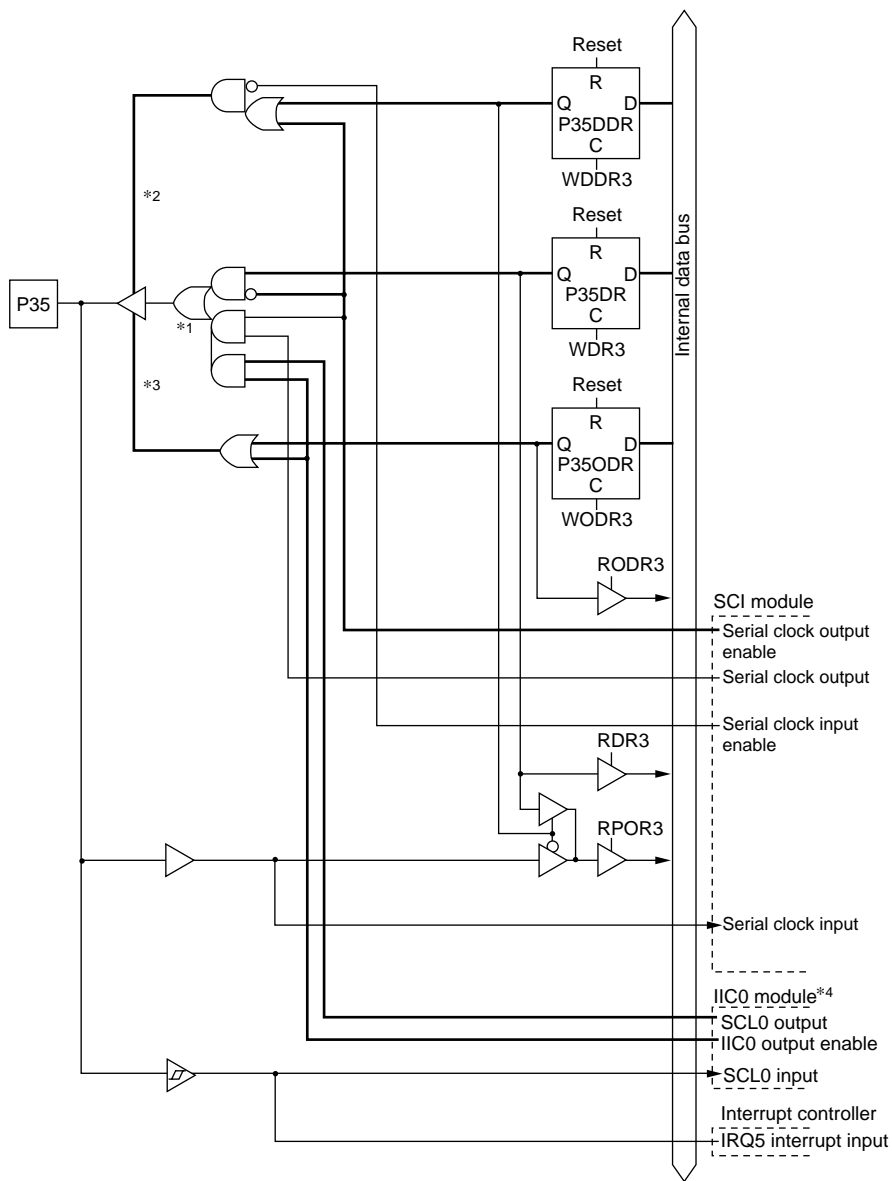 Reset
R
Q D
P35DDR
C
WDDR3
*2
Reset
R
Q D
P35DR
C
WDR3
Internal data bus
P35
*1
*3
Reset
R
Q D
P35ODR
C
WODR3
RODR3
SCI module
Serial clock output
enable
Serial clock output
Serial clock input
enable
RDR3
RPOR3
Serial clock input
IIC0 module*4
SCL0 output
IIC0 output enable
SCL0 input
Interrupt controller
IRQ5 interrupt input